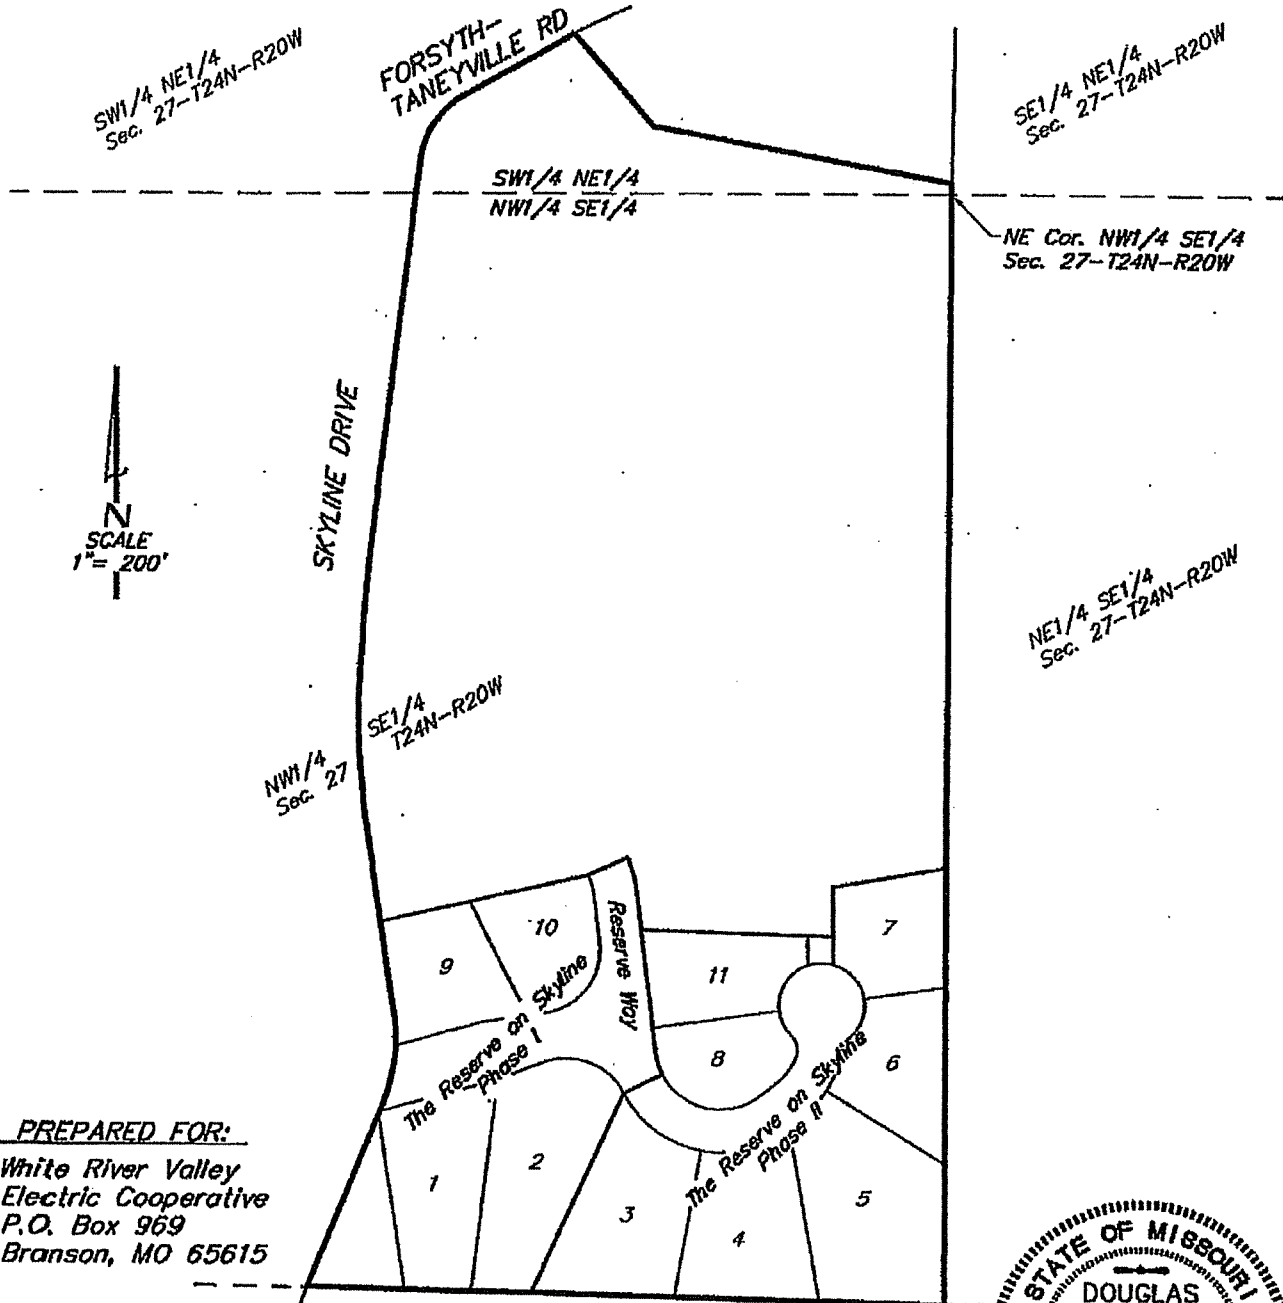 FORSYTH-
TANEYVILLE RD
SW1/4 NE1/4
Sec. 27-T24N-R20W
SE1/4 NE1/4
Sec. 27-T24N-R20W
SW1/4 NE1/4
NW1/4 SE1/4
NE Cor. NW1/4 SE1/4
Sec. 27-T24N-R20W
SKYLINE DRIVE
N
SCALE
1"= 200'
NE1/4 SE1/4
Sec. 27-T24N-R20W
NW1/4 SE1/4
Sec. 27 T24N-R20W
9
10
Reserve Way
11
7
8
6
The Reserve on Skyline
Phase I
The Reserve on Skyline
Phase II
1
2
3
4
5
PREPARED FOR:
White River Valley
Electric Cooperative
P.O. Box 969
Branson, MO 65615
STATE OF MISSOURI
DOUGLAS